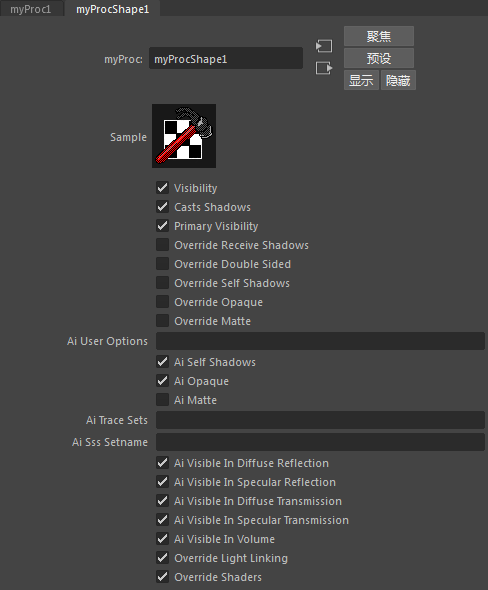 myProc1 myProcShape1
聚焦
myProc: myProcShape1 预设
显示 隐藏
Sample
Visibility
Casts Shadows
Primary Visibility
Override Receive Shadows
Override Double Sided
Override Self Shadows
Override Opaque
Override Matte
Ai User Options
Ai Self Shadows
Ai Opaque
Ai Matte
Ai Trace Sets
Ai Sss Setname
Ai Visible In Diffuse Reflection
Ai Visible In Specular Reflection
Ai Visible In Diffuse Transmission
Ai Visible In Specular Transmission
Ai Visible In Volume
Override Light Linking
Override Shaders